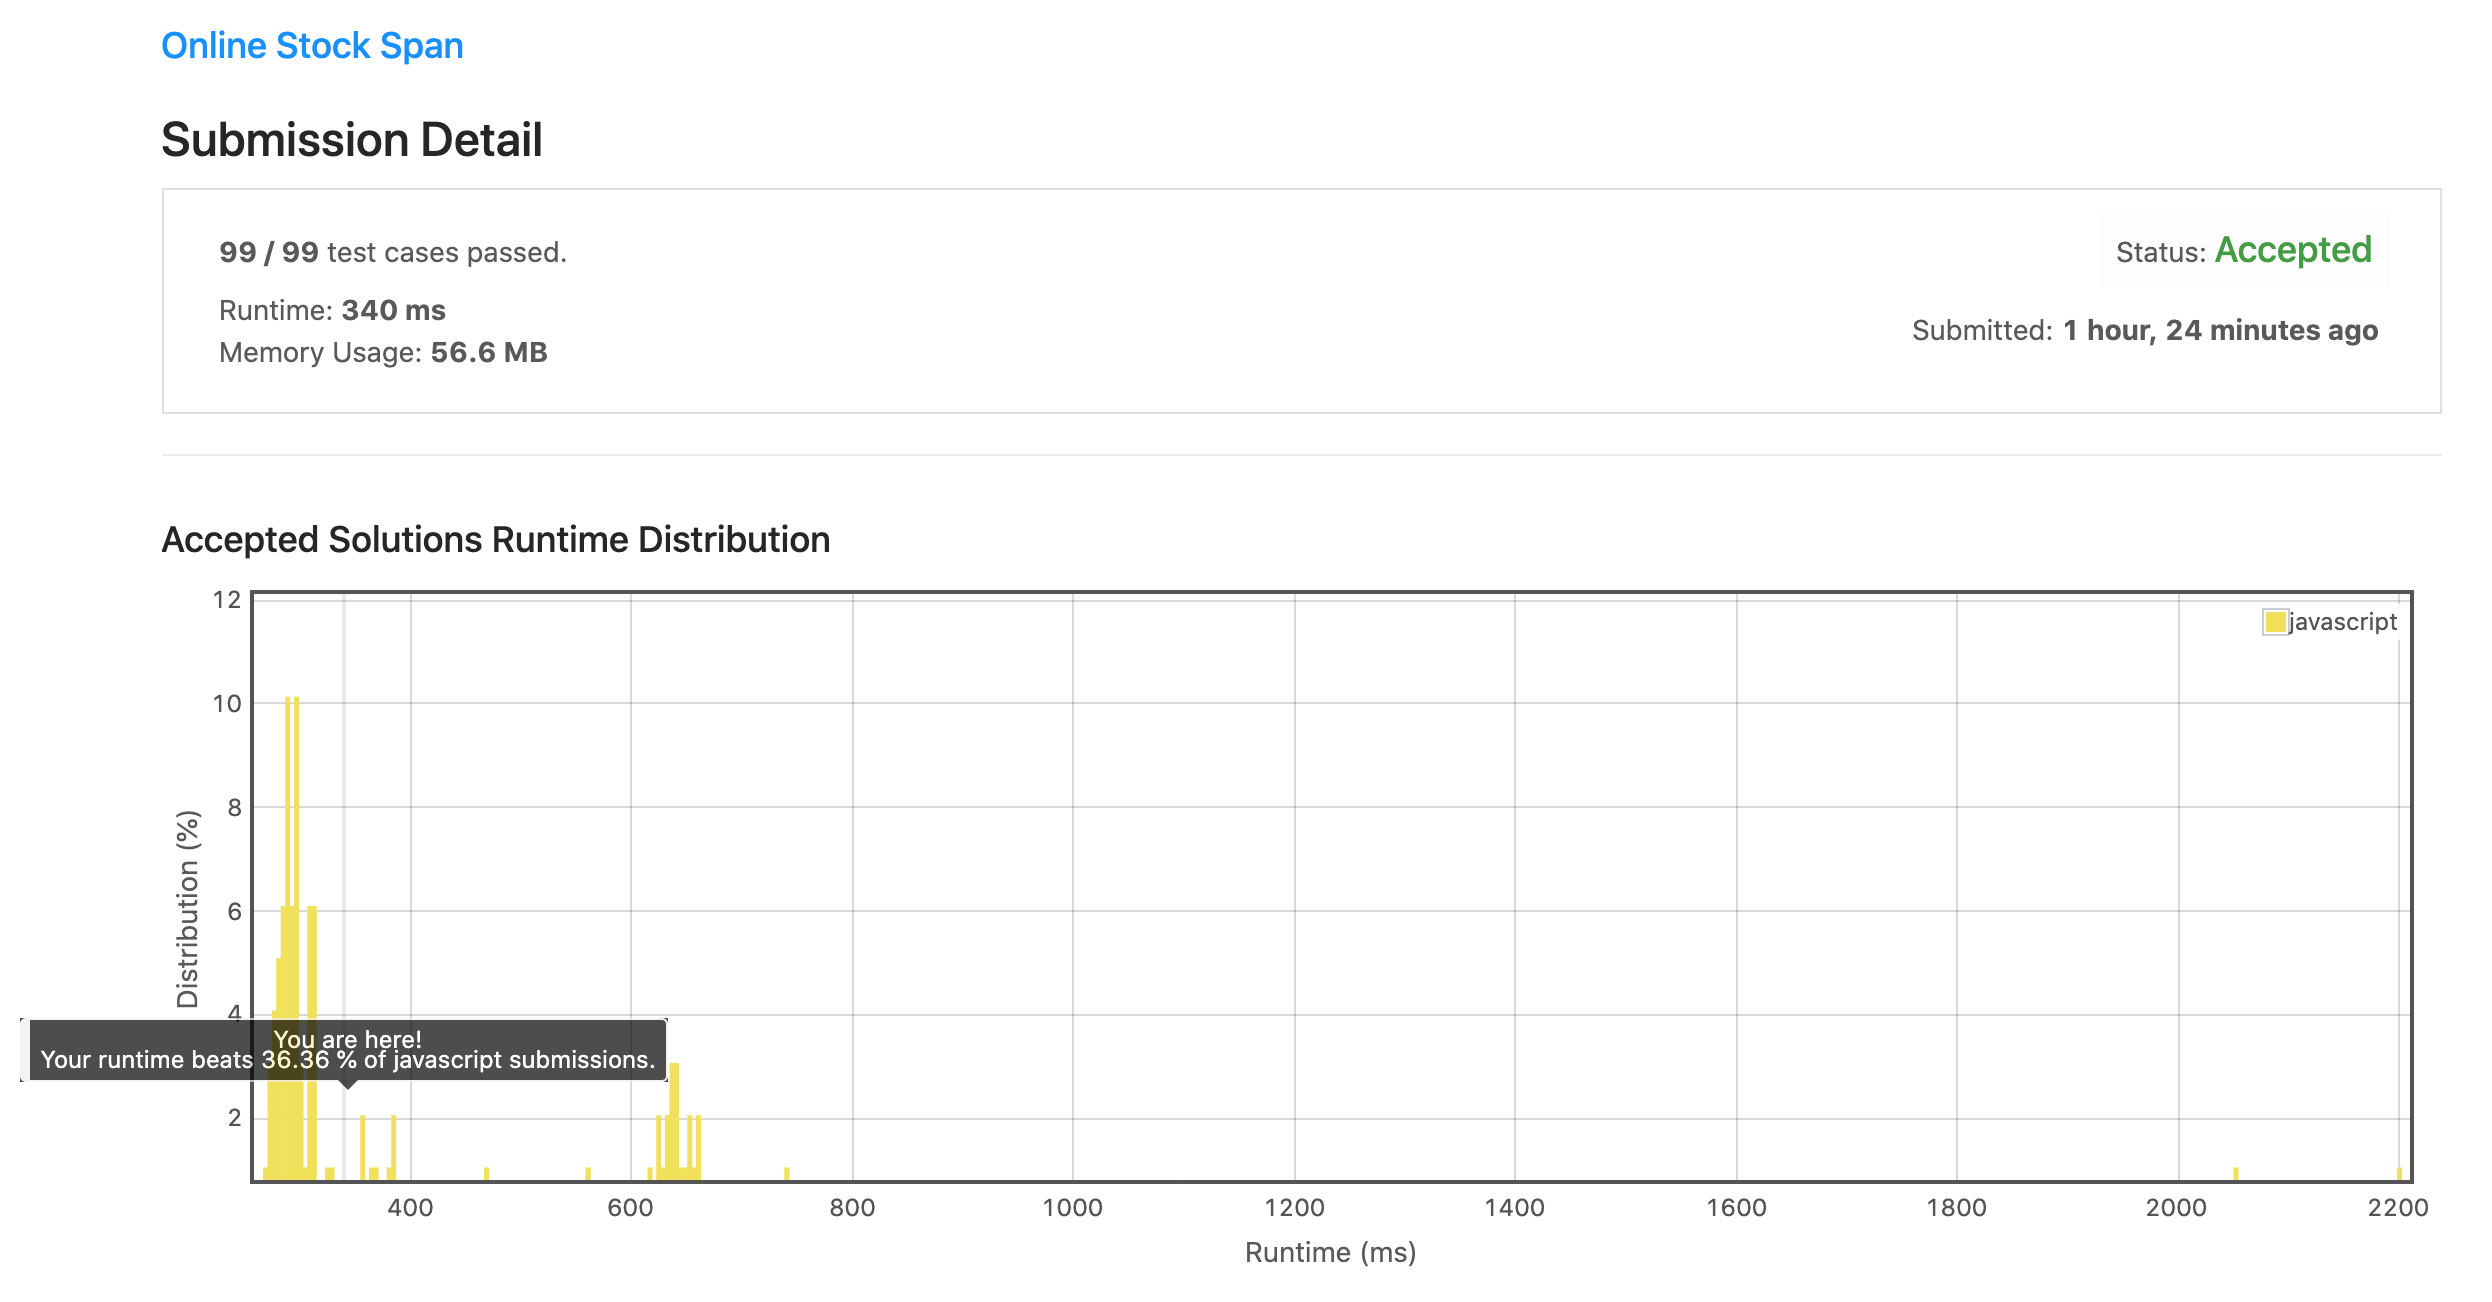 Online Stock Span
Submission Detail
99 / 99 test cases passed.
Status: Accepted
Runtime: 340 ms
Submitted: 1 hour, 24 minutes ago
Memory Usage: 56.6 MB
Accepted Solutions Runtime Distribution
12
javascript
10
8
6
4
2
Distribution (%)
You are here!
Your runtime beats 36.36 % of javascript submissions.
400 600 800 1000 1200 1400 1600 1800 2000 2200
Runtime (ms)